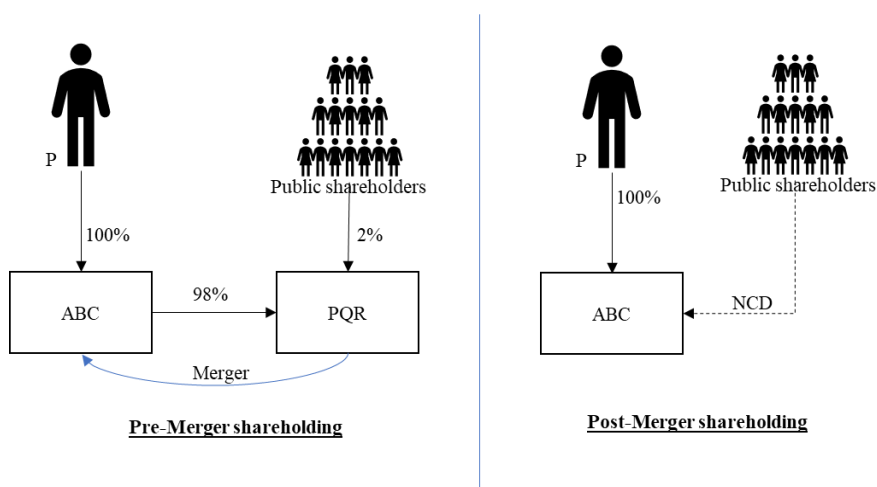 P
Public shareholders
100%
2%
ABC
98%
PQR
Merger
Pre-Merger shareholding
P
Public shareholders
100%
ABC
NCD
Post-Merger shareholding